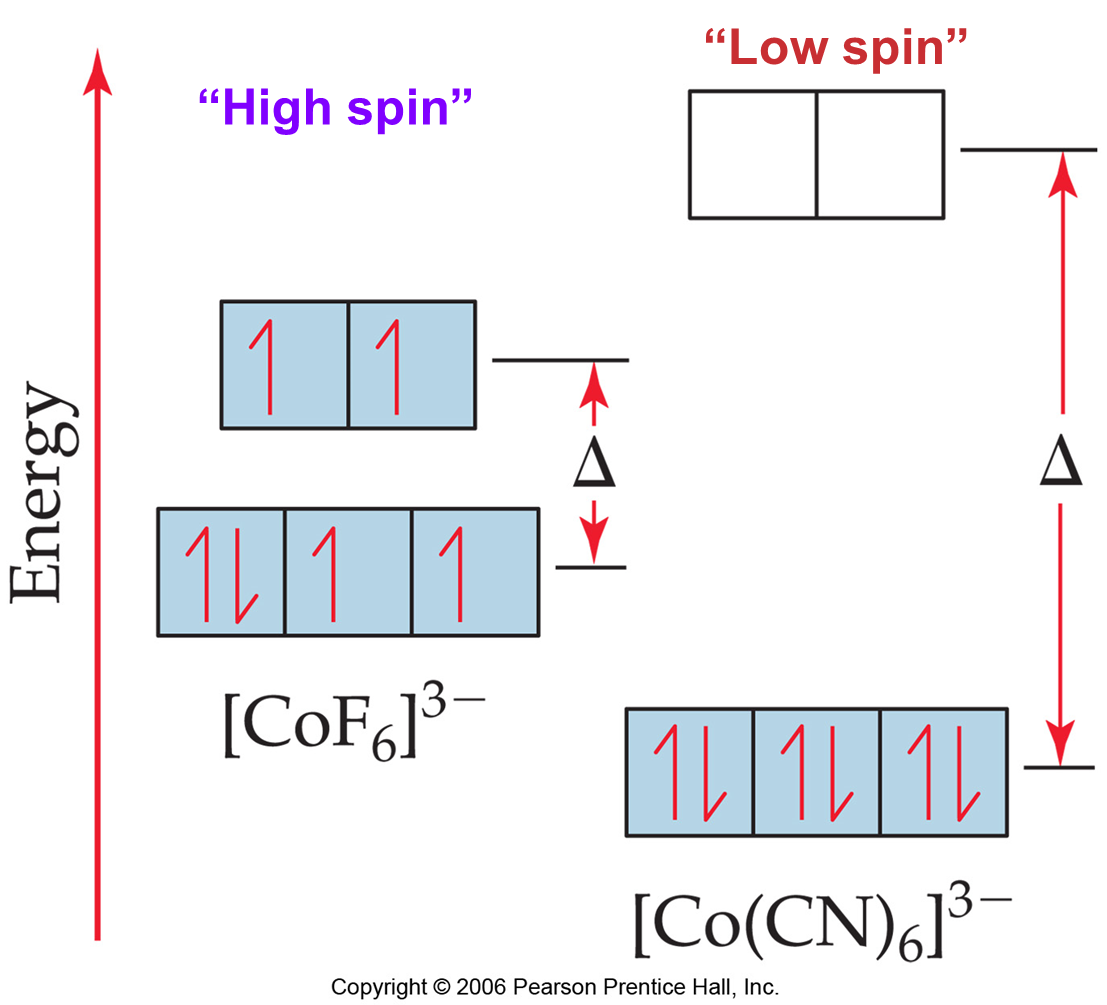 “Low spin”
“High spin”
Energy
Δ
Δ
[CoF₆]³⁻
[Co(CN)₆]³⁻
Copyright © 2006 Pearson Prentice Hall, Inc.